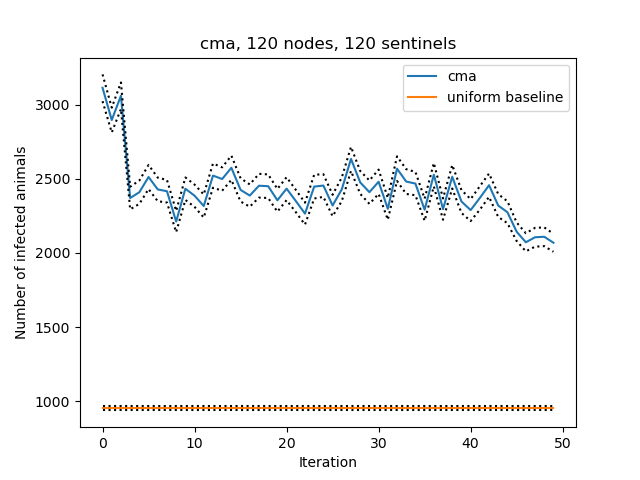 cma, 120 nodes, 120 sentinels
cma
uniform baseline
Number of infected animals
3000
2500
2000
1500
1000
0 10 20 30 40 50
Iteration